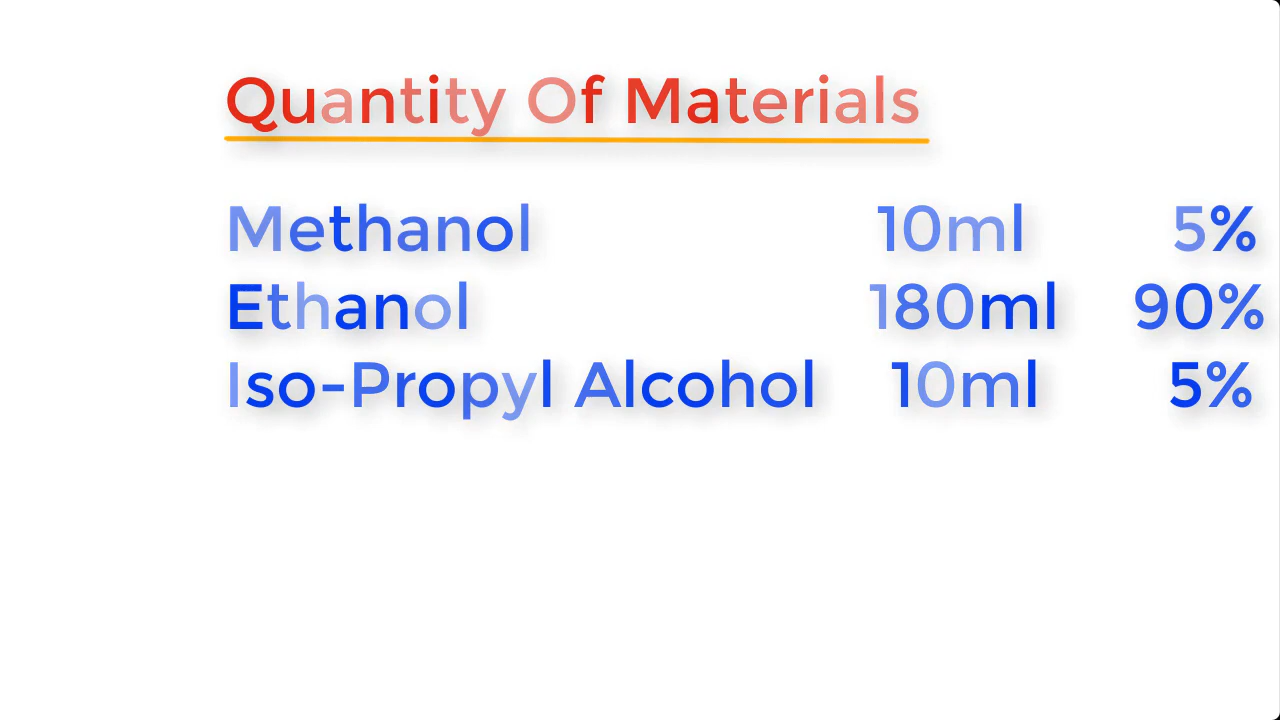 Quantity Of Materials
Methanol 10ml 5%
Ethanol 180ml 90%
Iso-Propyl Alcohol 10ml 5%